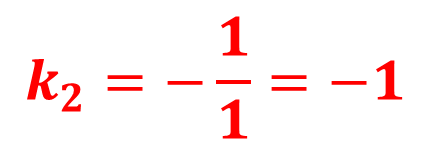 k₂ = −1/1 = −1